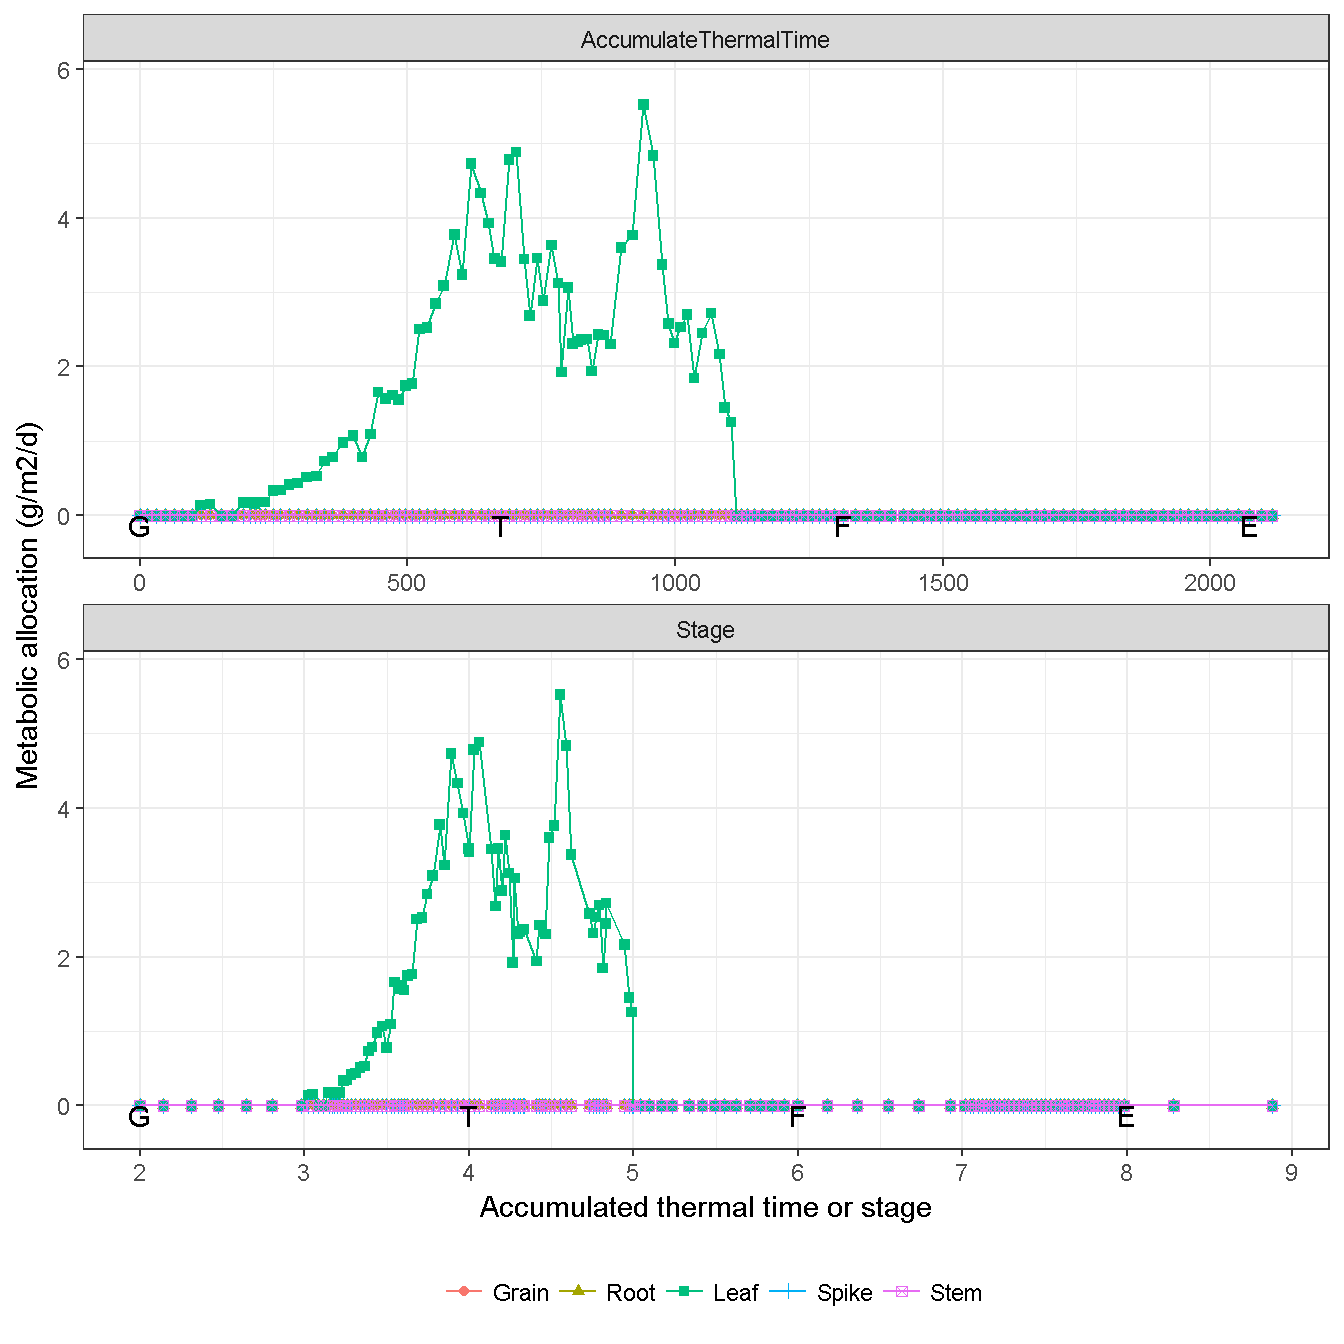 AccumulateThermalTime
6
4
2
0
G T F E
0 500 1000 1500 2000
Stage
6
4
2
0
G T F E
2 3 4 5 6 7 8 9
Metabolic allocation (g/m2/d)
Accumulated thermal time or stage
Grain Root Leaf Spike Stem